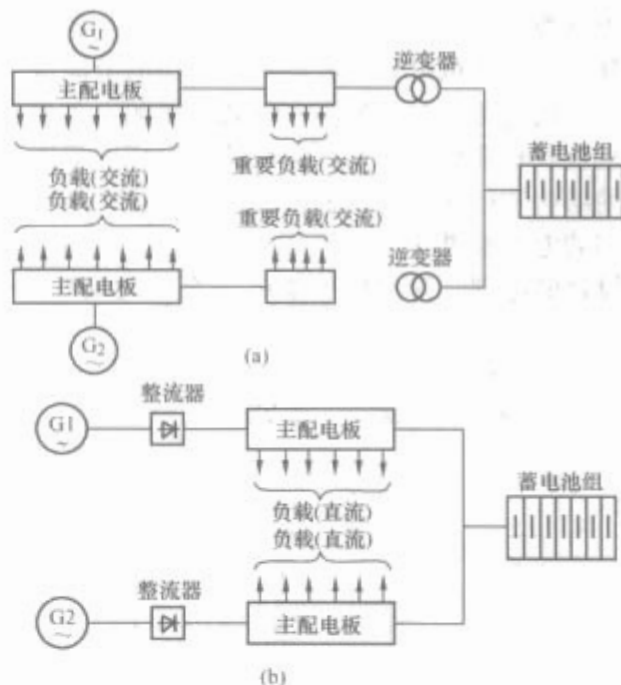 G1
~
主配电板
逆变器
负载(交流)
重要负载(交流)
蓄电池组
负载(交流)
重要负载(交流)
逆变器
主配电板
G2
~
(a)
整流器
G1
~
主配电板
蓄电池组
负载(直流)
负载(直流)
整流器
G2
~
主配电板
(b)